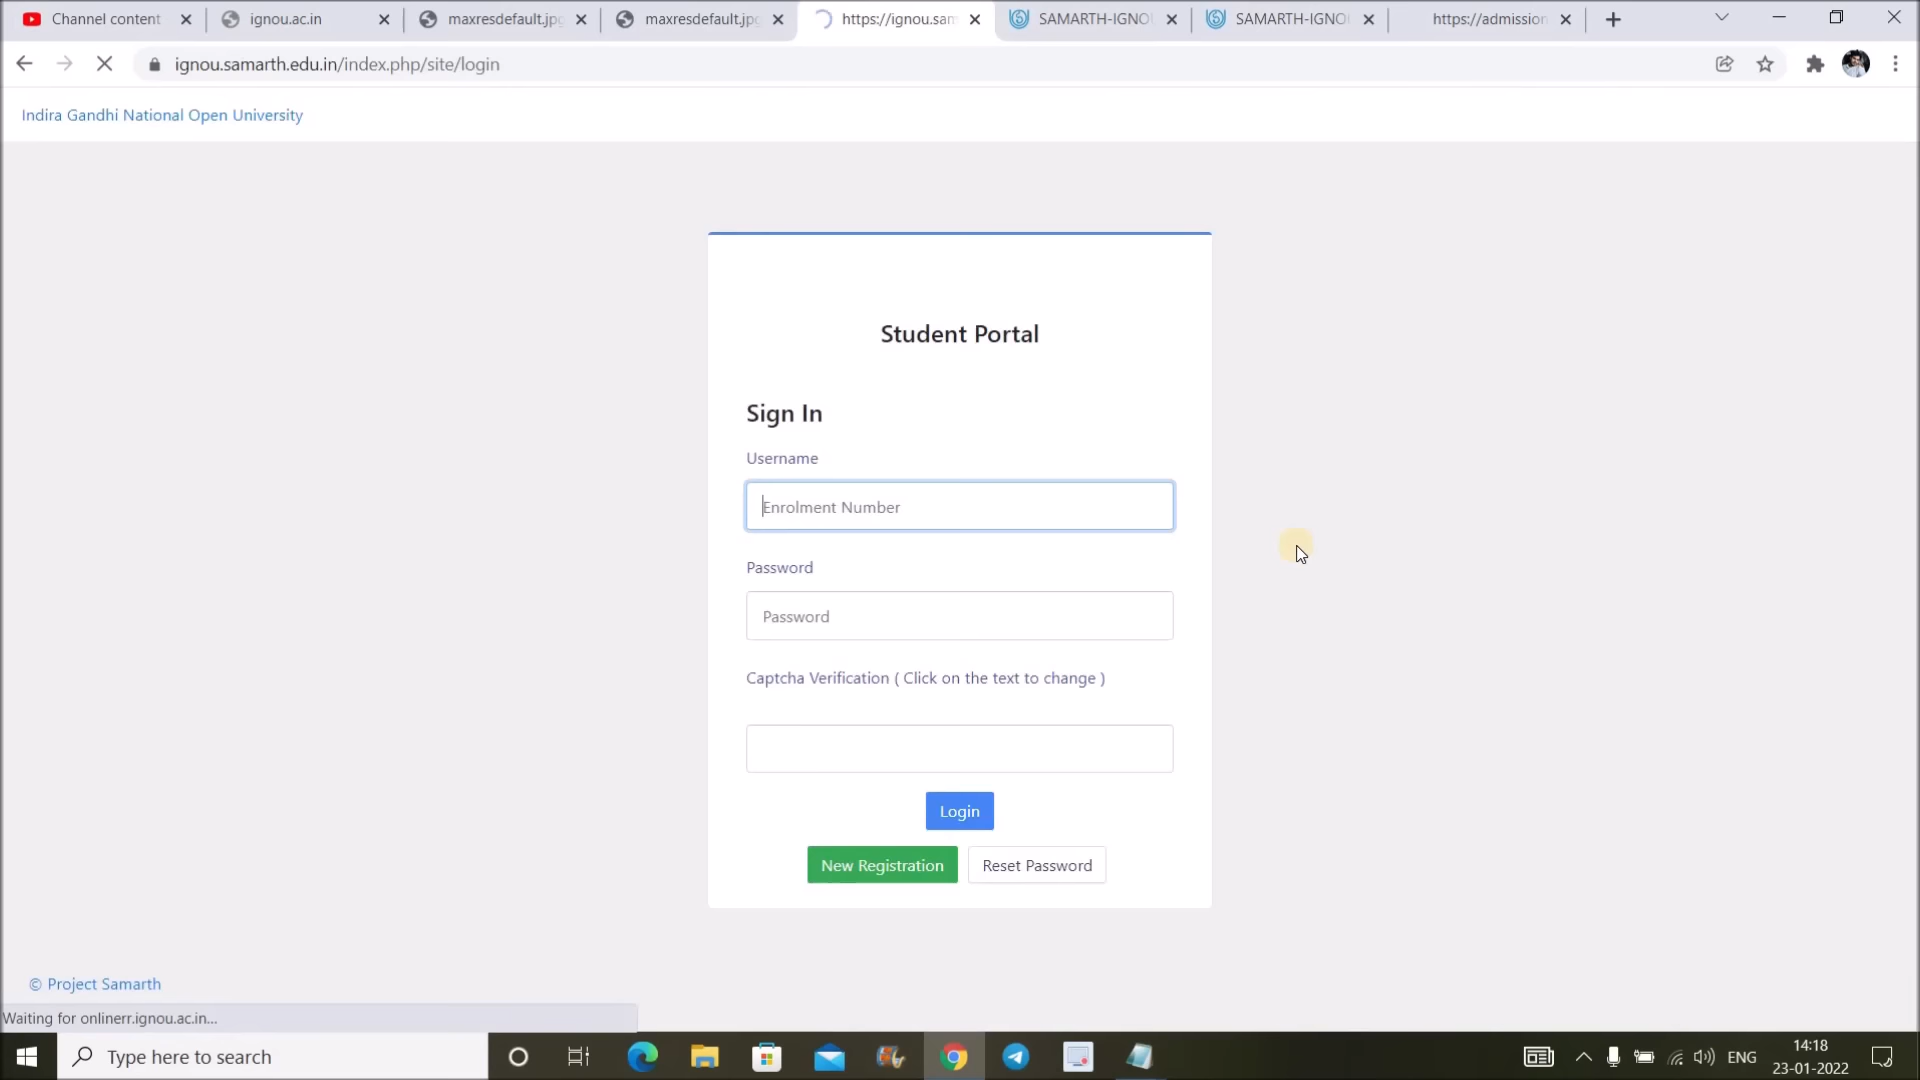 Channel content
ignou.ac.in
maxresdefault.jpg
maxresdefault.jpg
https://ignou.sam
SAMARTH-IGNO
SAMARTH-IGNO
https://admission
ignou.samarth.edu.in/index.php/site/login
Indira Gandhi National Open University
Student Portal
Sign In
Username
Enrolment Number
Password
Password
Captcha Verification ( Click on the text to change )
Login
New Registration
Reset Password
© Project Samarth
Waiting for onlinerr.ignou.ac.in...
Type here to search
ENG
14:18
23-01-2022